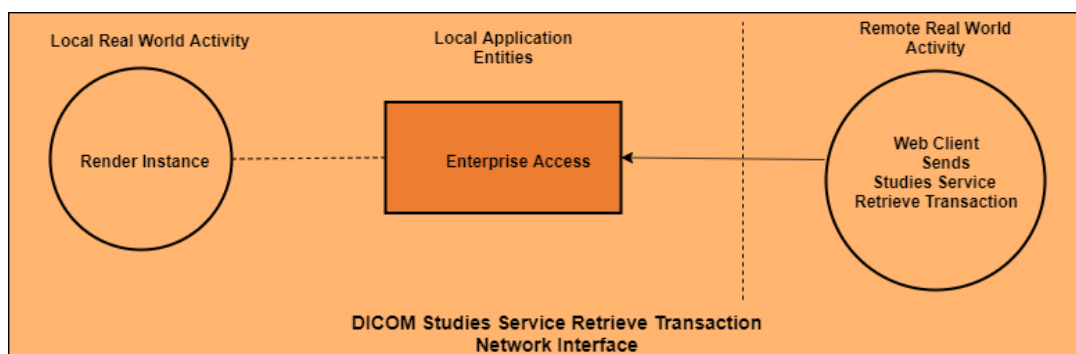 Local Real World Activity
Local Application
Entities
Remote Real World
Activity
Render Instance
Enterprise Access
Web Client
Sends
Studies Service
Retrieve Transaction
DICOM Studies Service Retrieve Transaction
Network Interface